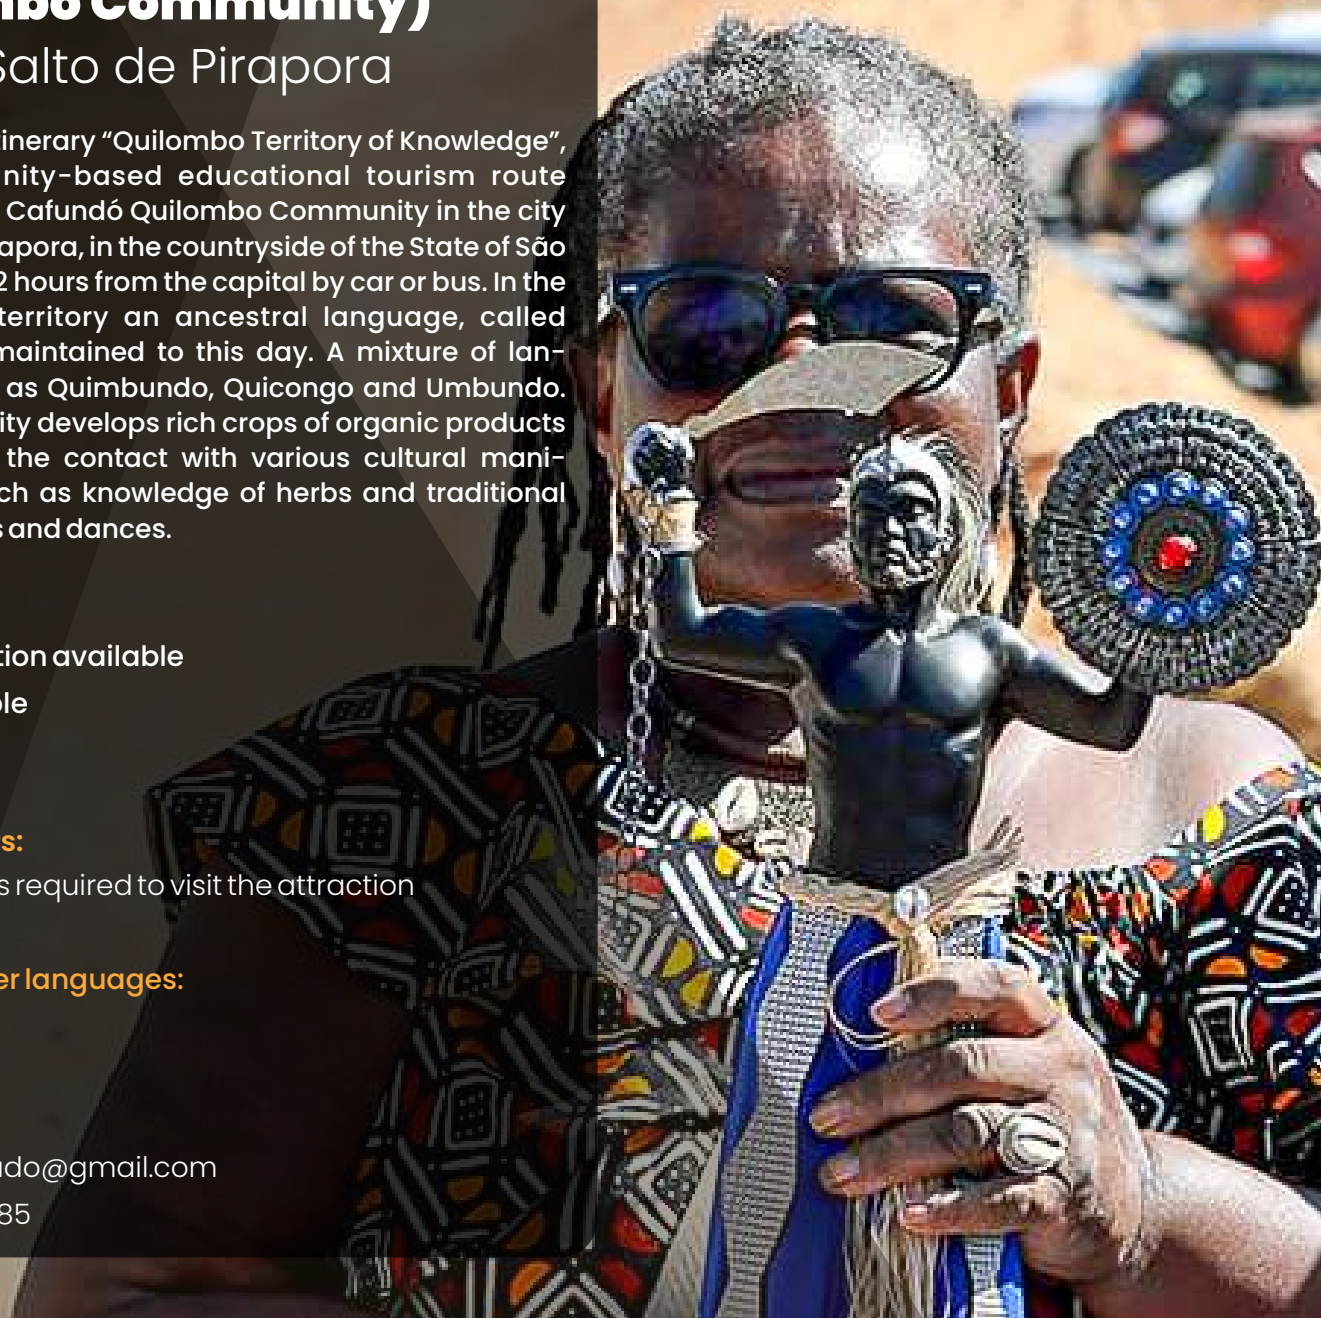 mbo Community)
Salto de Pirapora
tinerary “Quilombo Territory of Knowledge”,
nity-based educational tourism route
Cafundó Quilombo Community in the city
apora, in the countryside of the State of São
2 hours from the capital by car or bus. In the
territory an ancestral language, called
maintained to this day. A mixture of lan-
as Quimbundo, Quicongo and Umbundo.
ity develops rich crops of organic products
the contact with various cultural mani-
ch as knowledge of herbs and traditional
s and dances.
tion available
ble
s:
s required to visit the attraction
er languages:
do@gmail.com
85